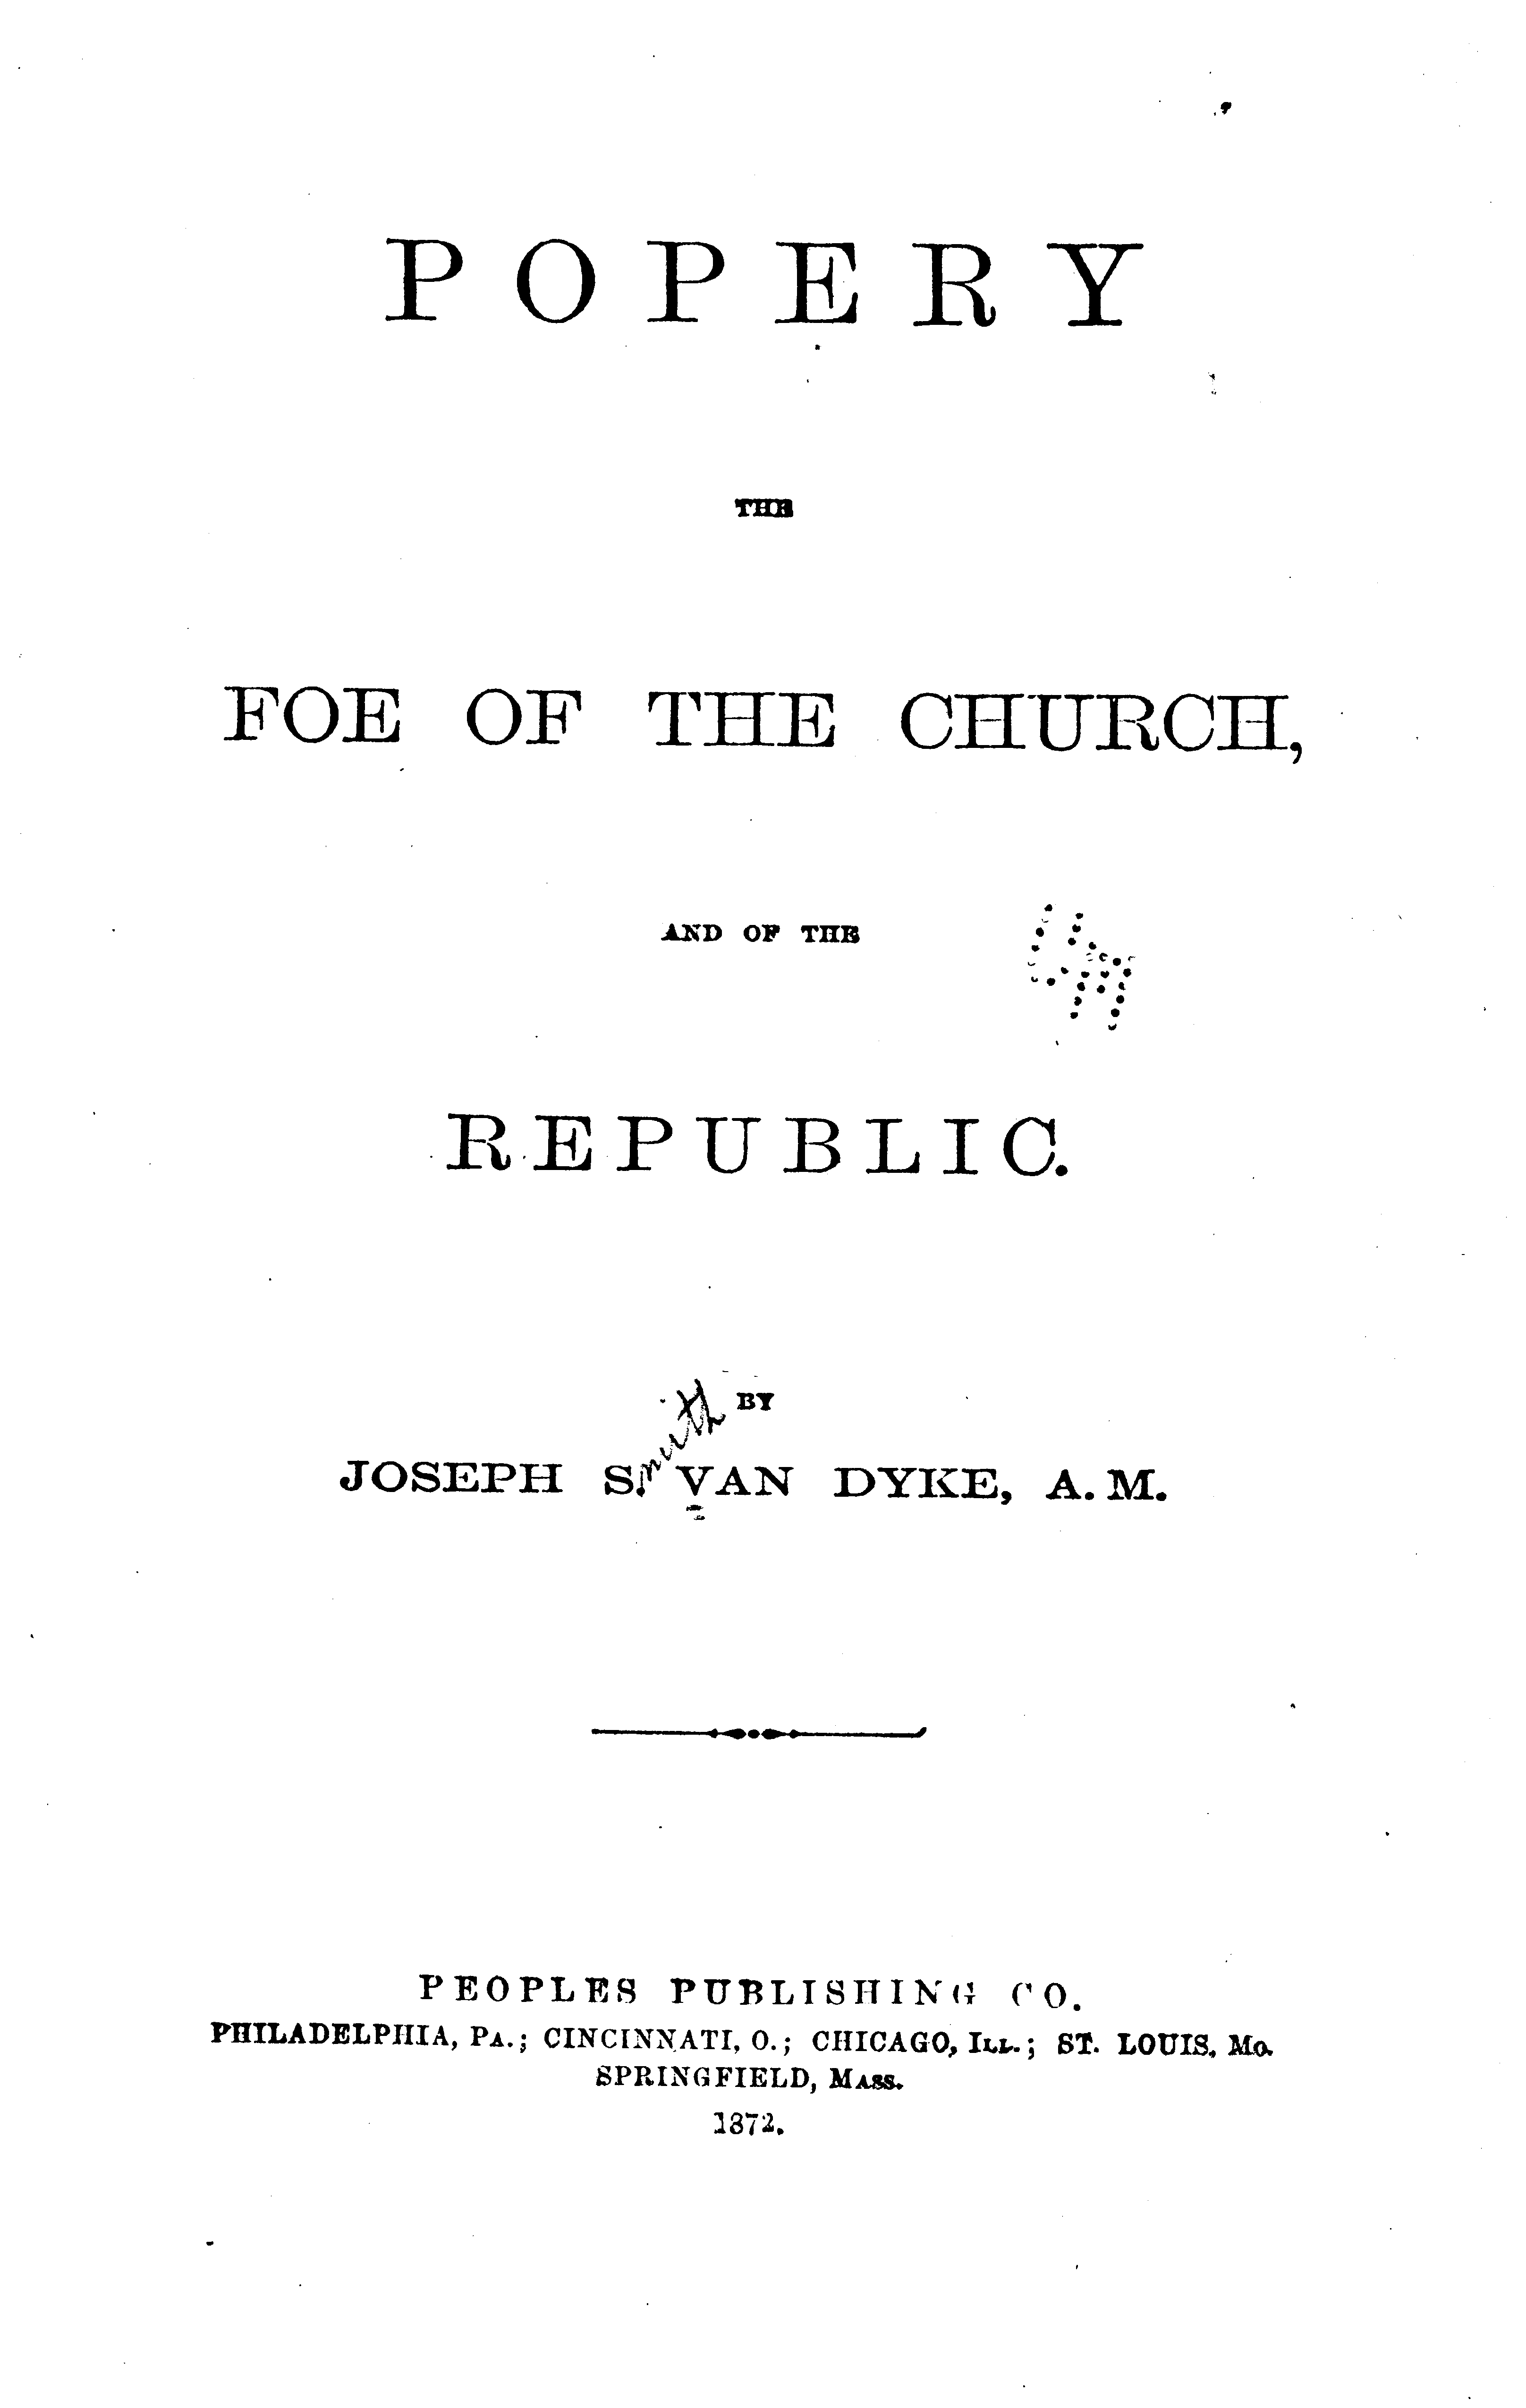 POPERY
THE
FOE OF THE CHURCH,
AND OF THE
REPUBLIC.
BY
JOSEPH S. mith VAN DYKE, A. M.
PEOPLES PUBLISHING CO.
PHILADELPHIA, PA.; CINCINNATI, O.; CHICAGO, ILL.; ST. LOUIS, MO.
SPRINGFIELD, MASS.
1872.